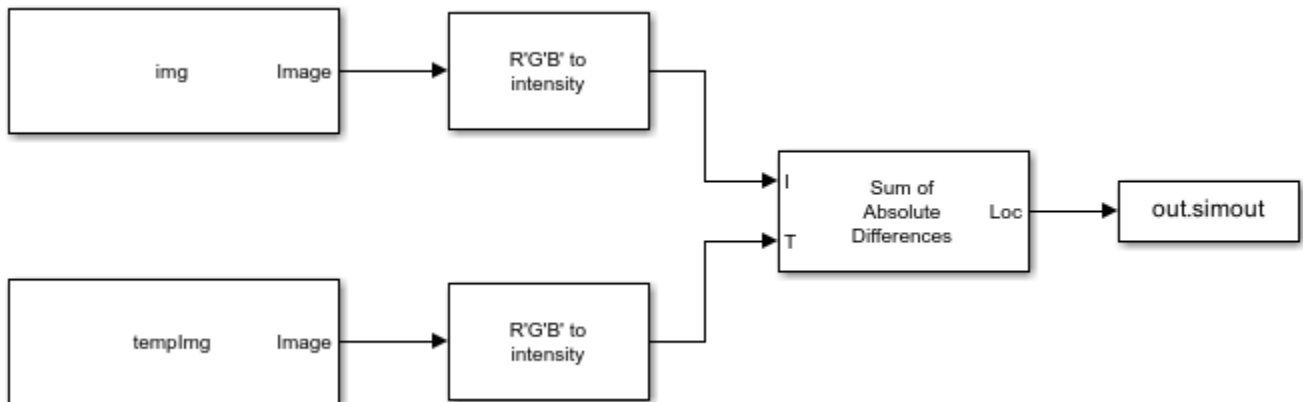 img
Image
R'G'B' to
intensity
I
Sum of
Absolute
Differences
Loc
out.simout
T
tempImg
Image
R'G'B' to
intensity